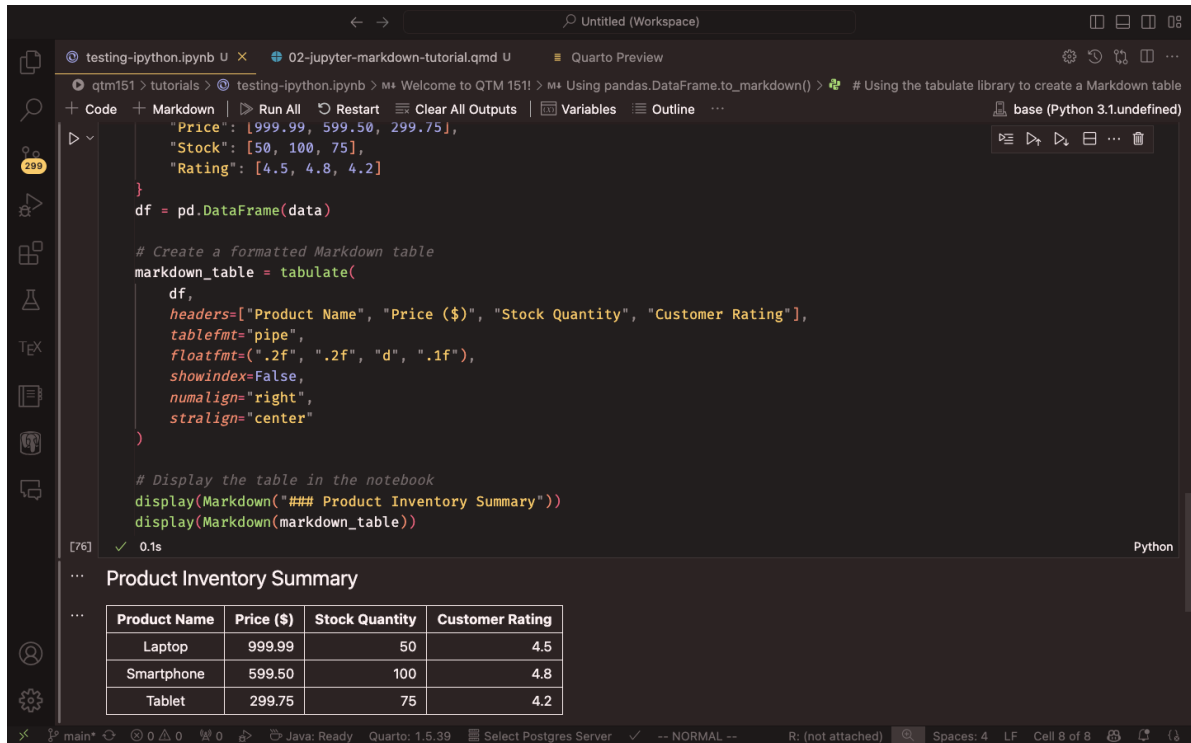 Untitled (Workspace)
testing-ipython.ipynb U
02-jupyter-markdown-tutorial.qmd U
Quarto Preview
qtm151 > tutorials > testing-ipython.ipynb > M↓ Welcome to QTM 151! > M↓ Using pandas.DataFrame.to_markdown() > # Using the tabulate library to create a Markdown table
+ Code + Markdown | Run All Restart Clear All Outputs | Variables Outline ··· base (Python 3.1.undefined)
"Price": [999.99, 599.50, 299.75],
"Stock": [50, 100, 75],
299
"Rating": [4.5, 4.8, 4.2]
}
df = pd.DataFrame(data)
# Create a formatted Markdown table
markdown_table = tabulate(
df,
headers=["Product Name", "Price ($)", "Stock Quantity", "Customer Rating"],
tablefmt="pipe",
TEX
floatfmt=(".2f", ".2f", "d", ".1f"),
showindex=False,
numalign="right",
stralign="center"
)
# Display the table in the notebook
display(Markdown("### Product Inventory Summary"))
display(Markdown(markdown_table))
[76] ✓ 0.1s Python
Product Inventory Summary
Product Name Price ($) Stock Quantity Customer Rating
Laptop 999.99 50 4.5
Smartphone 599.50 100 4.8
Tablet 299.75 75 4.2
main* 0 0 0 Java: Ready Quarto: 1.5.39 Select Postgres Server -- NORMAL -- R: (not attached) Spaces: 4 LF Cell 8 of 8